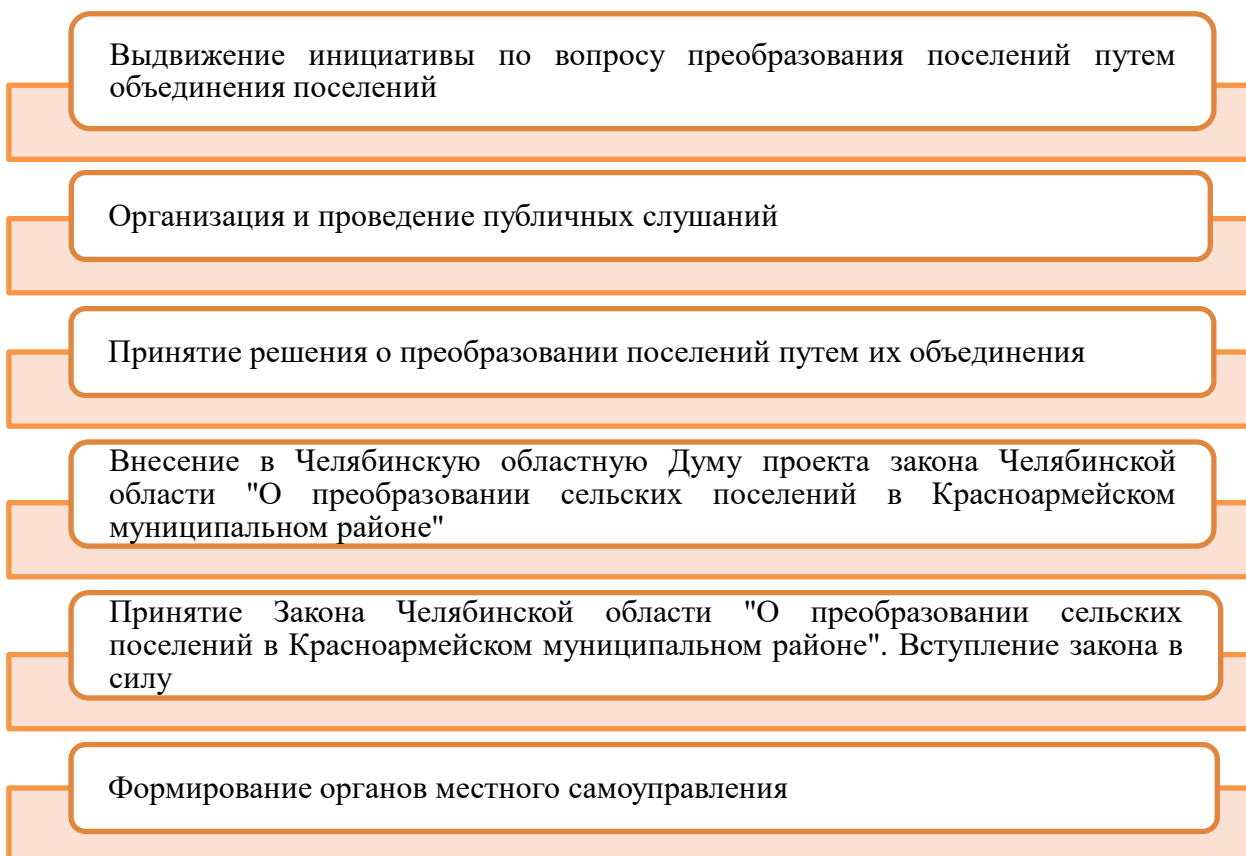 Выдвижение инициативы по вопросу преобразования поселений путем
объединения поселений
Организация и проведение публичных слушаний
Принятие решения о преобразовании поселений путем их объединения
Внесение в Челябинскую областную Думу проекта закона Челябинской
области "О преобразовании сельских поселений в Красноармейском
муниципальном районе"
Принятие Закона Челябинской области "О преобразовании сельских
поселений в Красноармейском муниципальном районе". Вступление закона в
силу
Формирование органов местного самоуправления